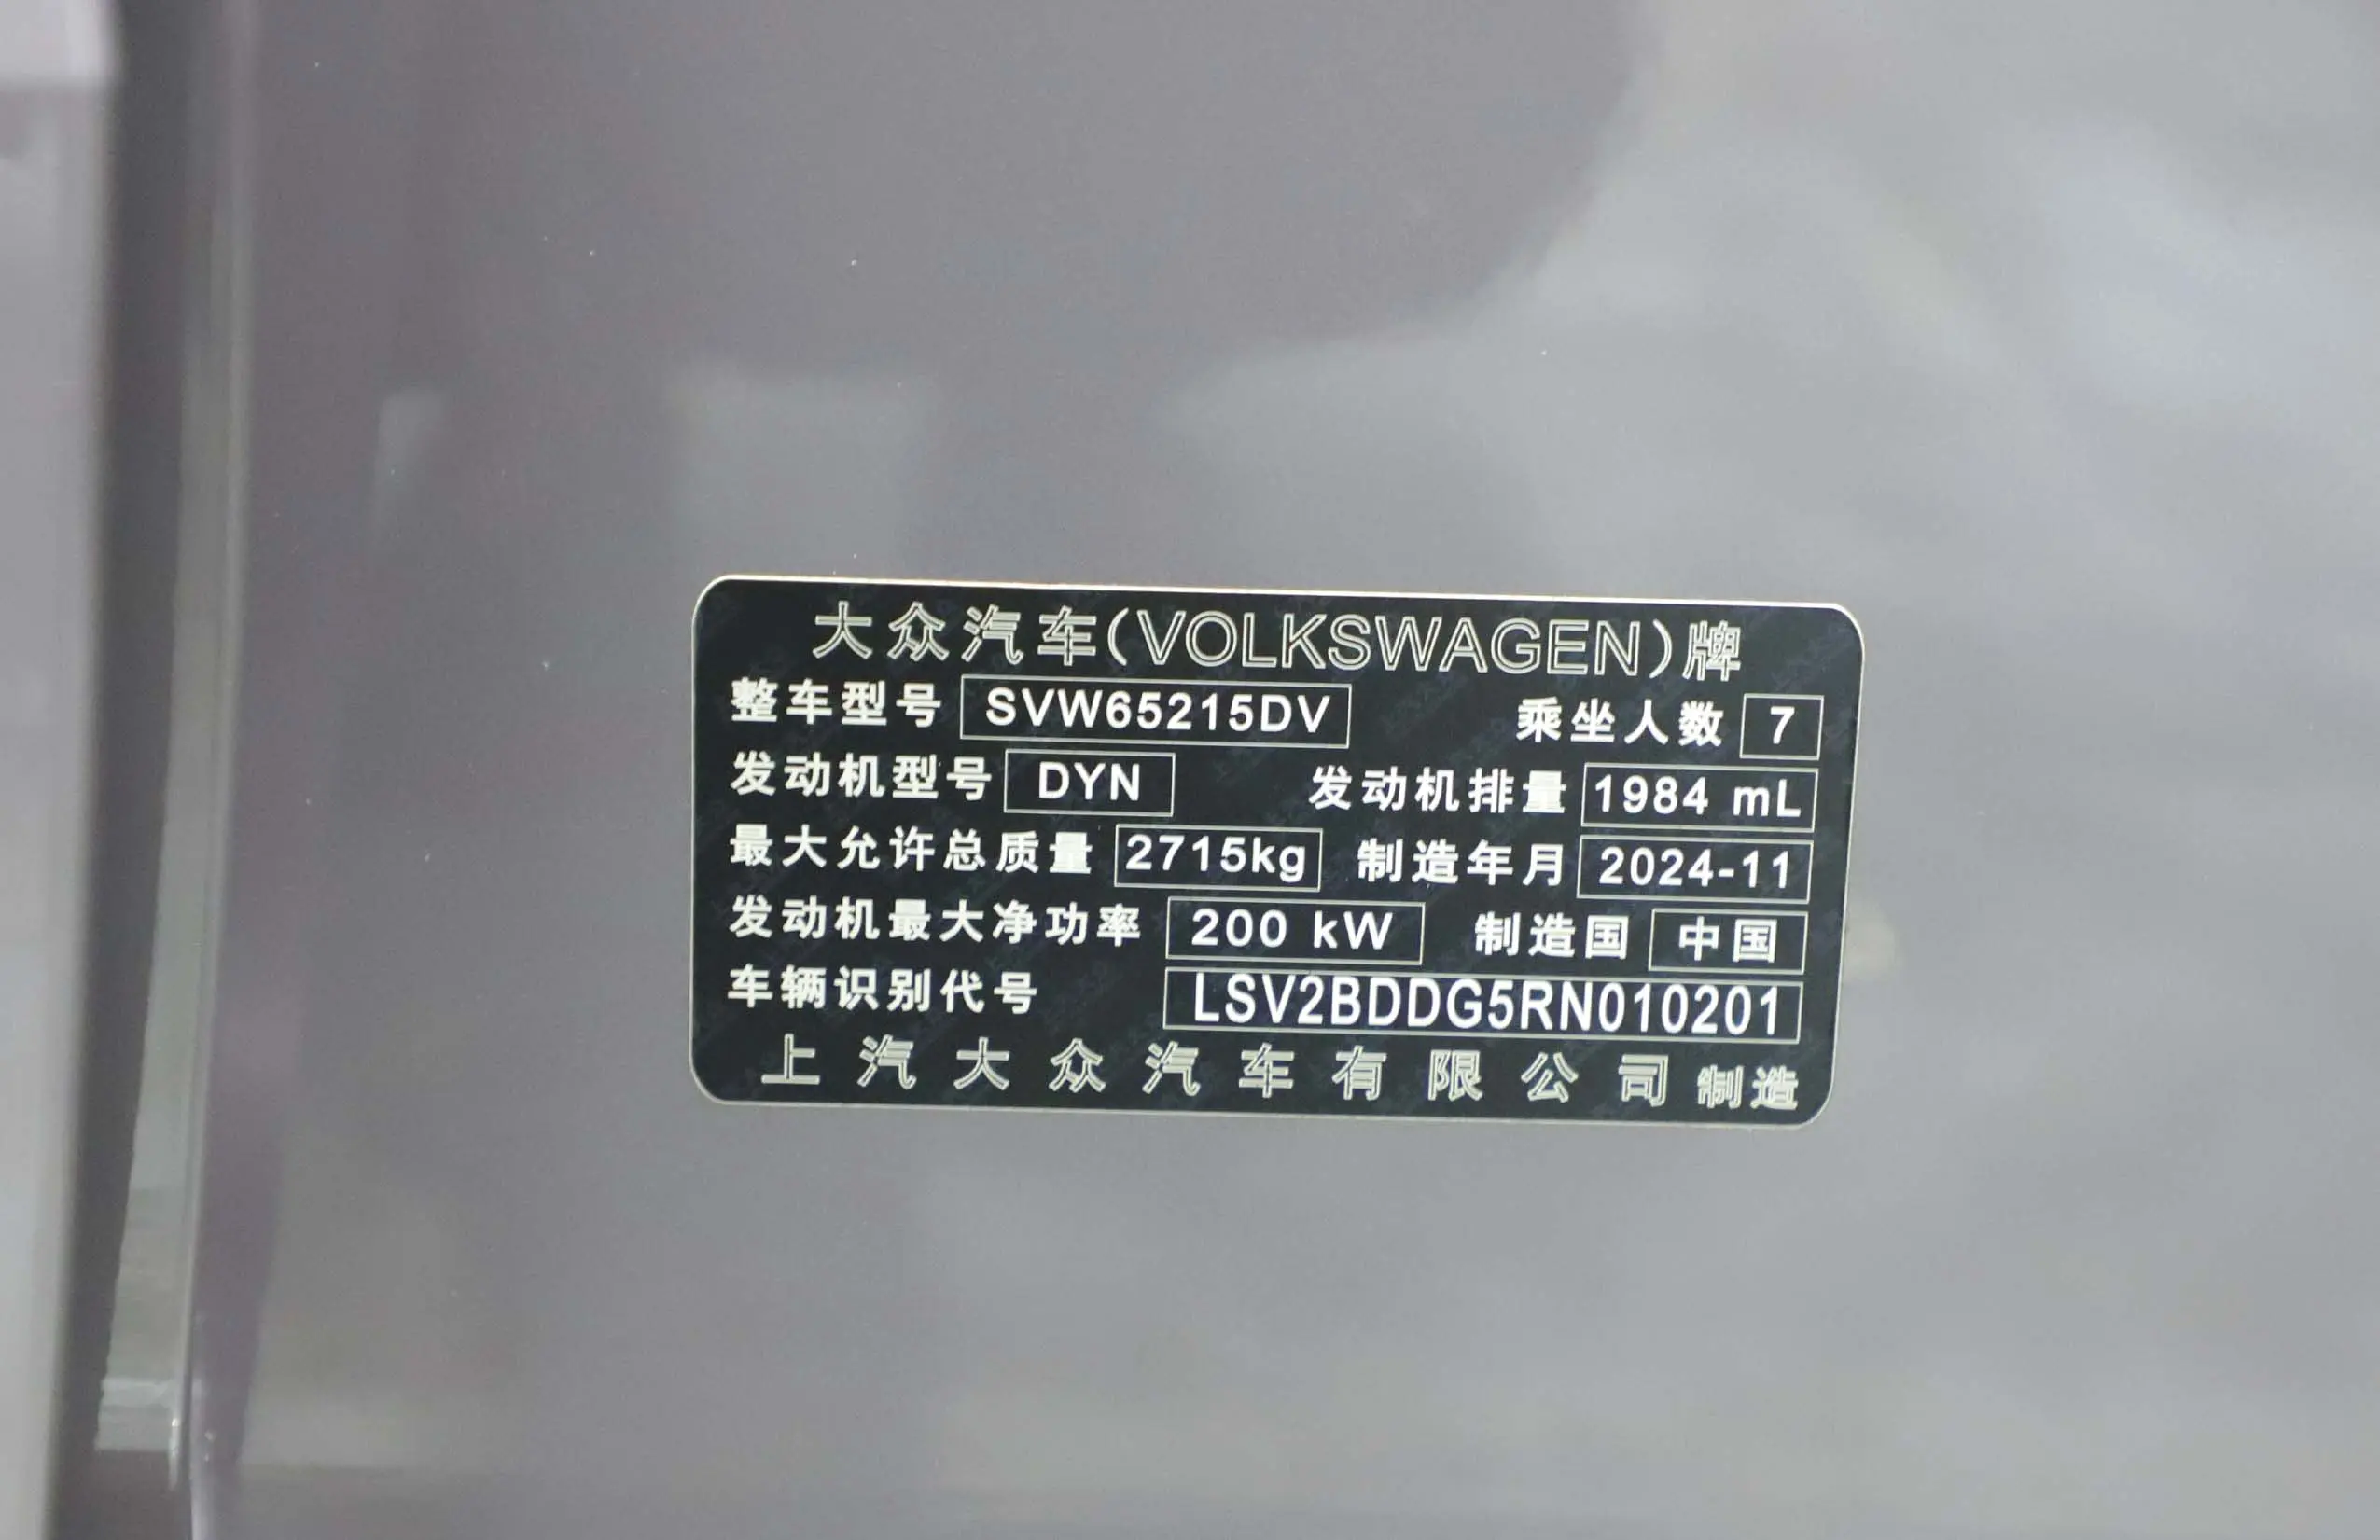 大众汽车(VOLKSWAGEN)牌
整车型号 SVW65215DV 乘坐人数 7
发动机型号 DYN 发动机排量 1984 mL
最大允许总质量 2715kg 制造年月 2024-11
发动机最大净功率 200 kW 制造国 中国
车辆识别代号 LSV2BDDG5RN010201
上汽大众汽车有限公司 制造